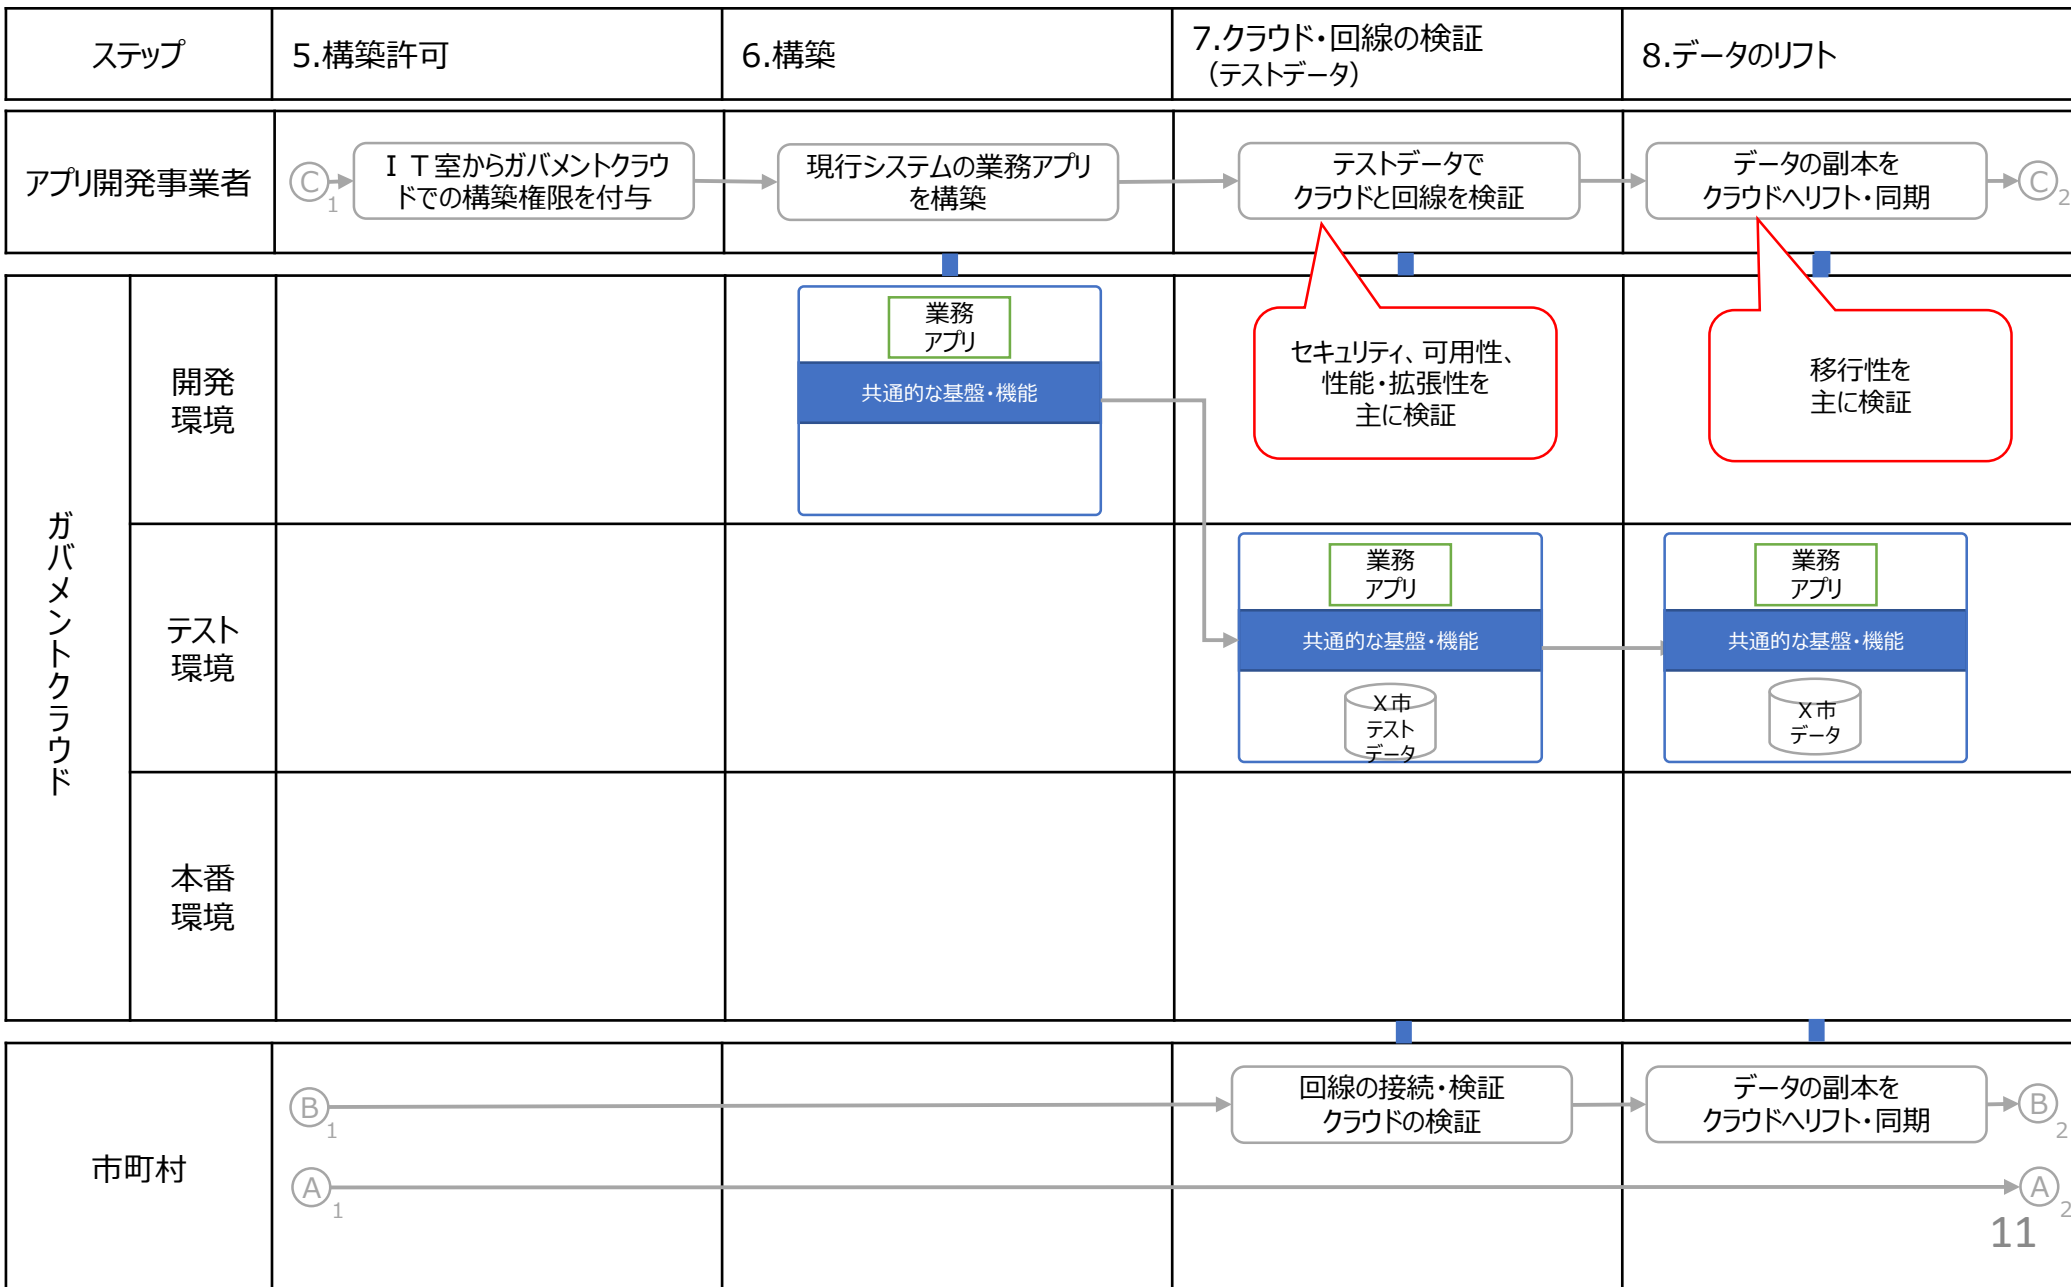 ステップ
5.構築許可
6.構築
7.クラウド・回線の検証
（テストデータ）
8.データのリフト
アプリ開発事業者
C
1
ＩＴ室からガバメントクラウ
ドでの構築権限を付与
現行システムの業務アプリ
を構築
テストデータで
クラウドと回線を検証
データの副本を
クラウドへリフト・同期
C
2
ガバメントクラウド
開発
環境
業務
アプリ
共通的な基盤・機能
セキュリティ、可用性、
性能・拡張性を
主に検証
移行性を
主に検証
テスト
環境
業務
アプリ
共通的な基盤・機能
Ｘ市
テスト
データ
業務
アプリ
共通的な基盤・機能
Ｘ市
データ
本番
環境
市町村
B
1
回線の接続・検証
クラウドの検証
データの副本を
クラウドへリフト・同期
B
2
A
1
A
2
11